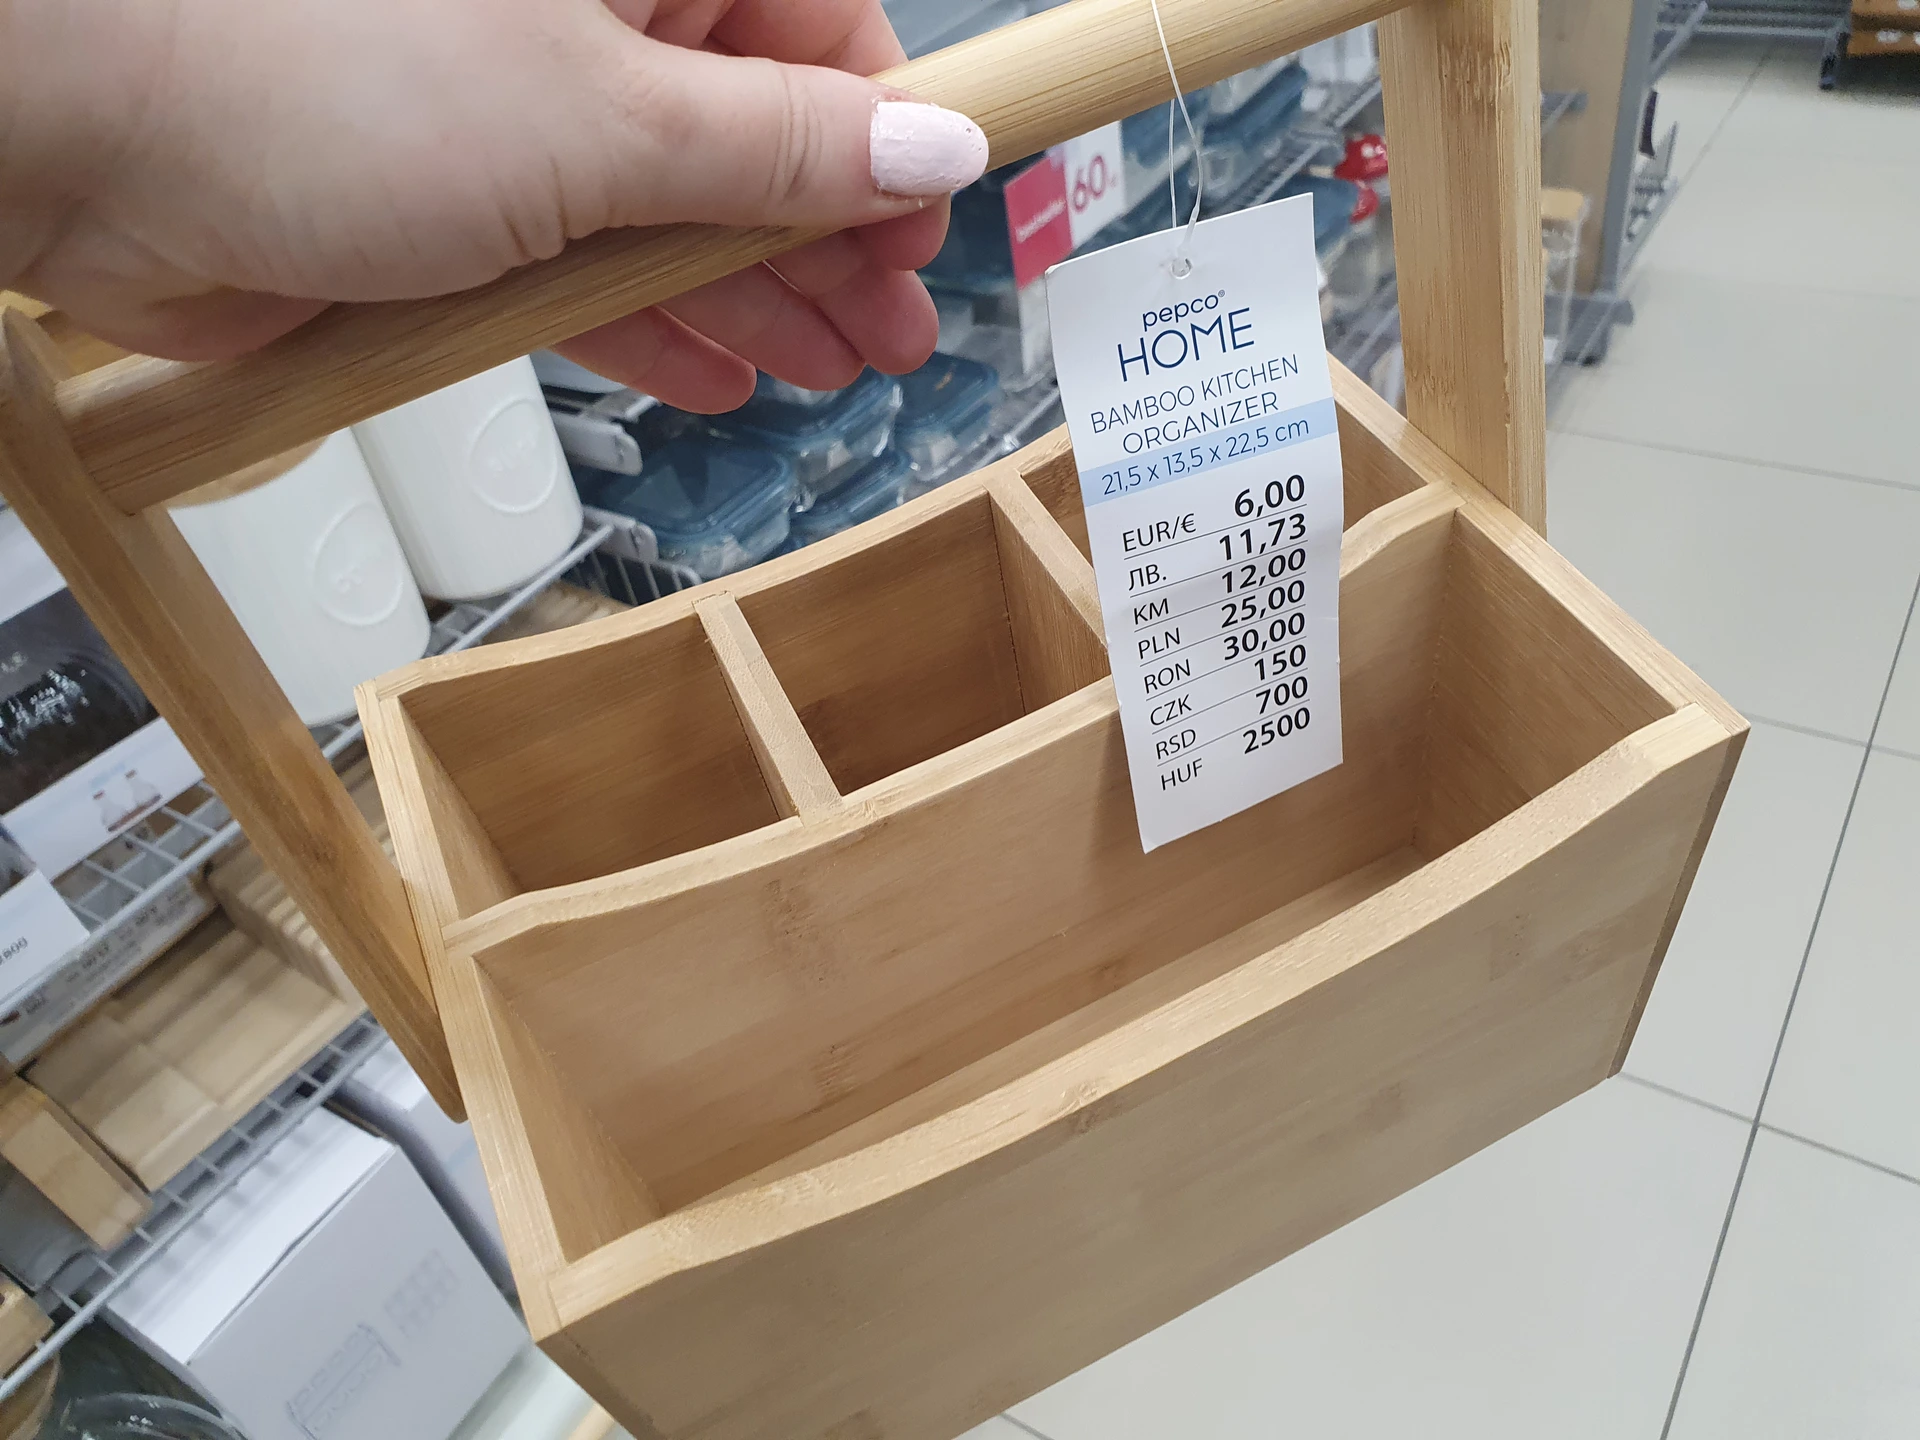 60
pepco®
HOME
BAMBOO KITCHEN
ORGANIZER
21,5 x 13,5 x 22,5 cm
EUR/€ 6,00
ЛВ. 11,73
KM 12,00
PLN 25,00
RON 30,00
CZK 150
RSD 700
HUF 2500